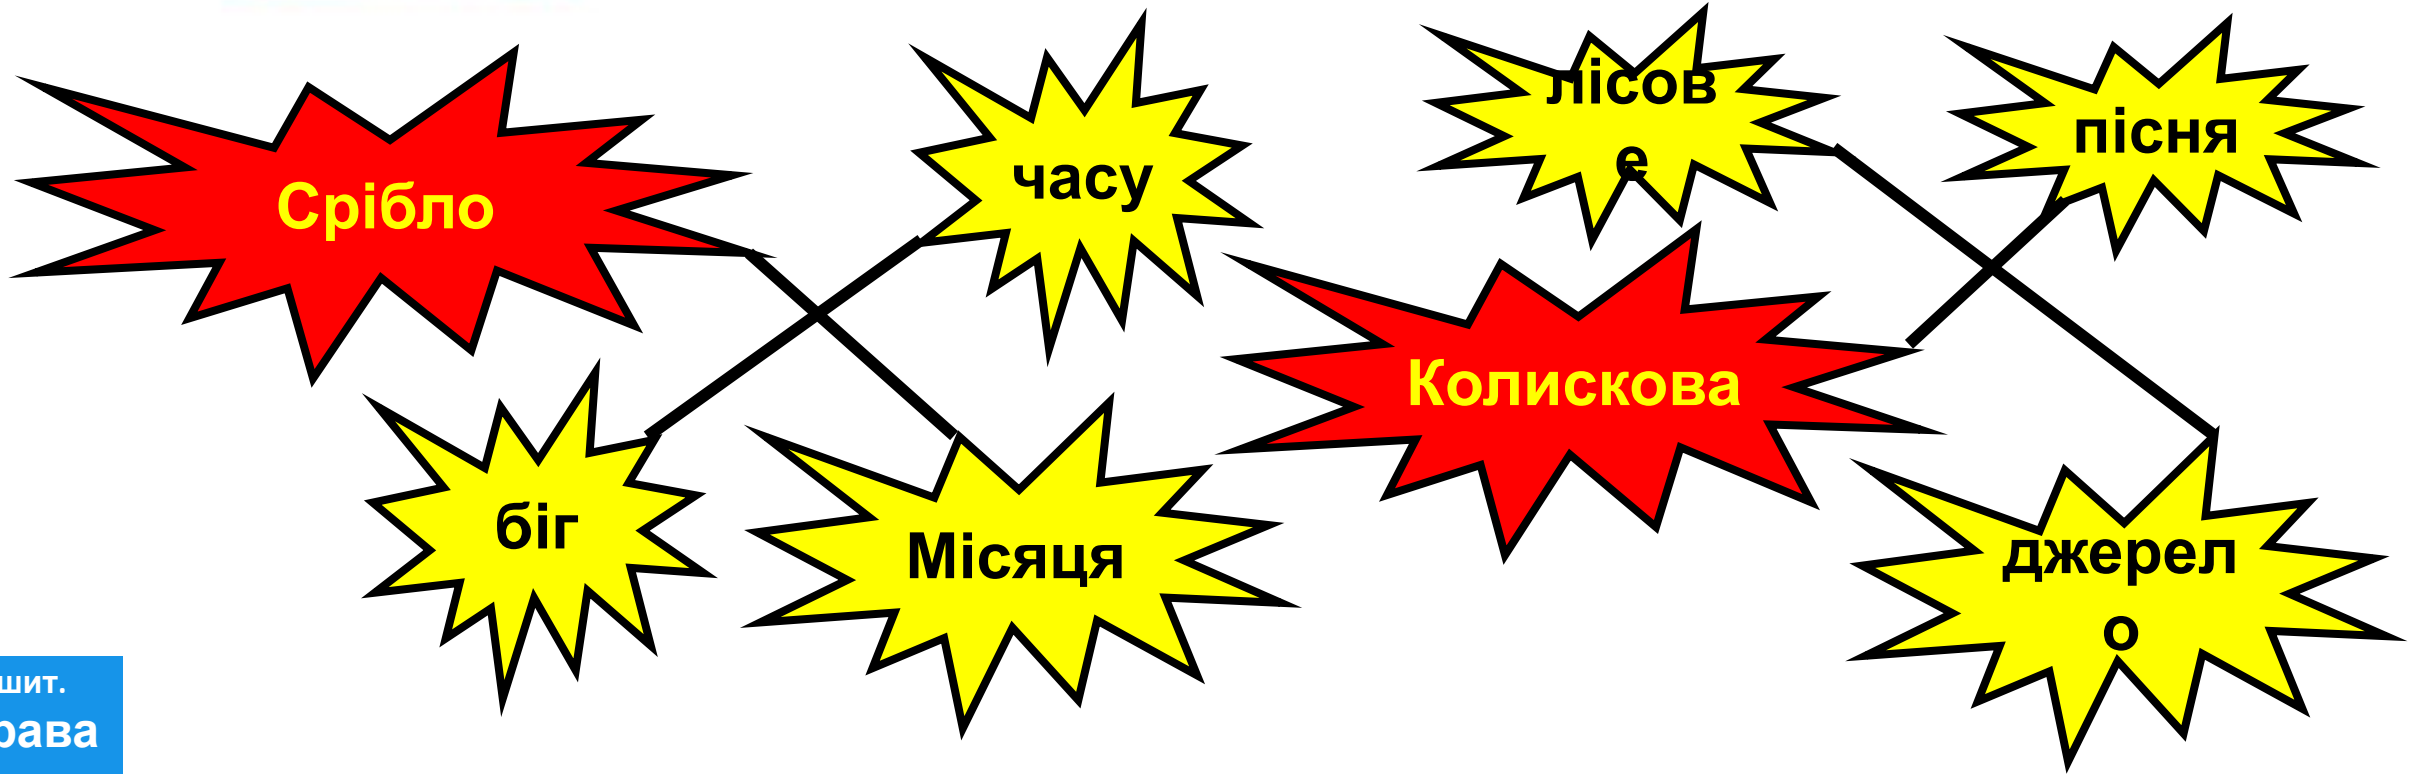 Срібло
часу
лісов
е
пісня
Колискова
біг
Місяця
джерел
о
шит.
рава